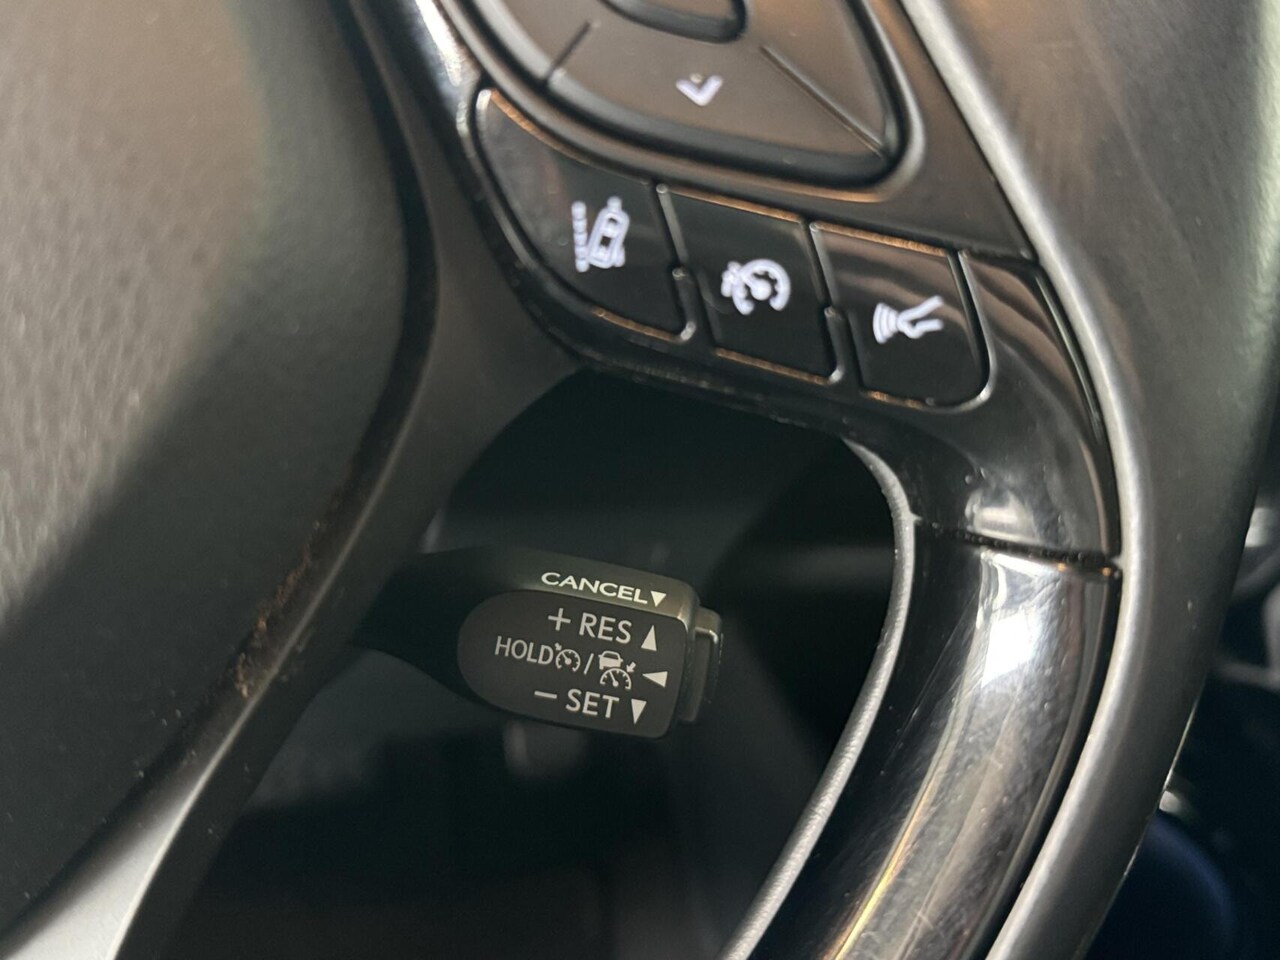 CANCEL▼
+ RES ▲
HOLD / ◄
− SET ▼